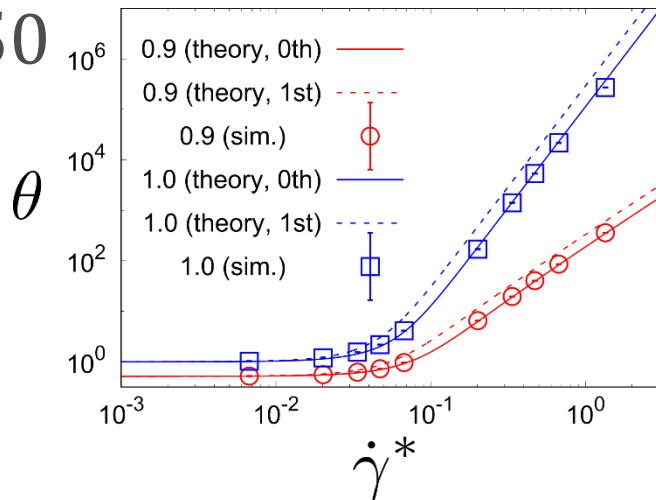 50
10^6
10^4
10^2
10^0
θ
0.9 (theory, 0th)
0.9 (theory, 1st)
0.9 (sim.)
1.0 (theory, 0th)
1.0 (theory, 1st)
1.0 (sim.)
10^-3 10^-2 10^-1 10^0
γ̇*